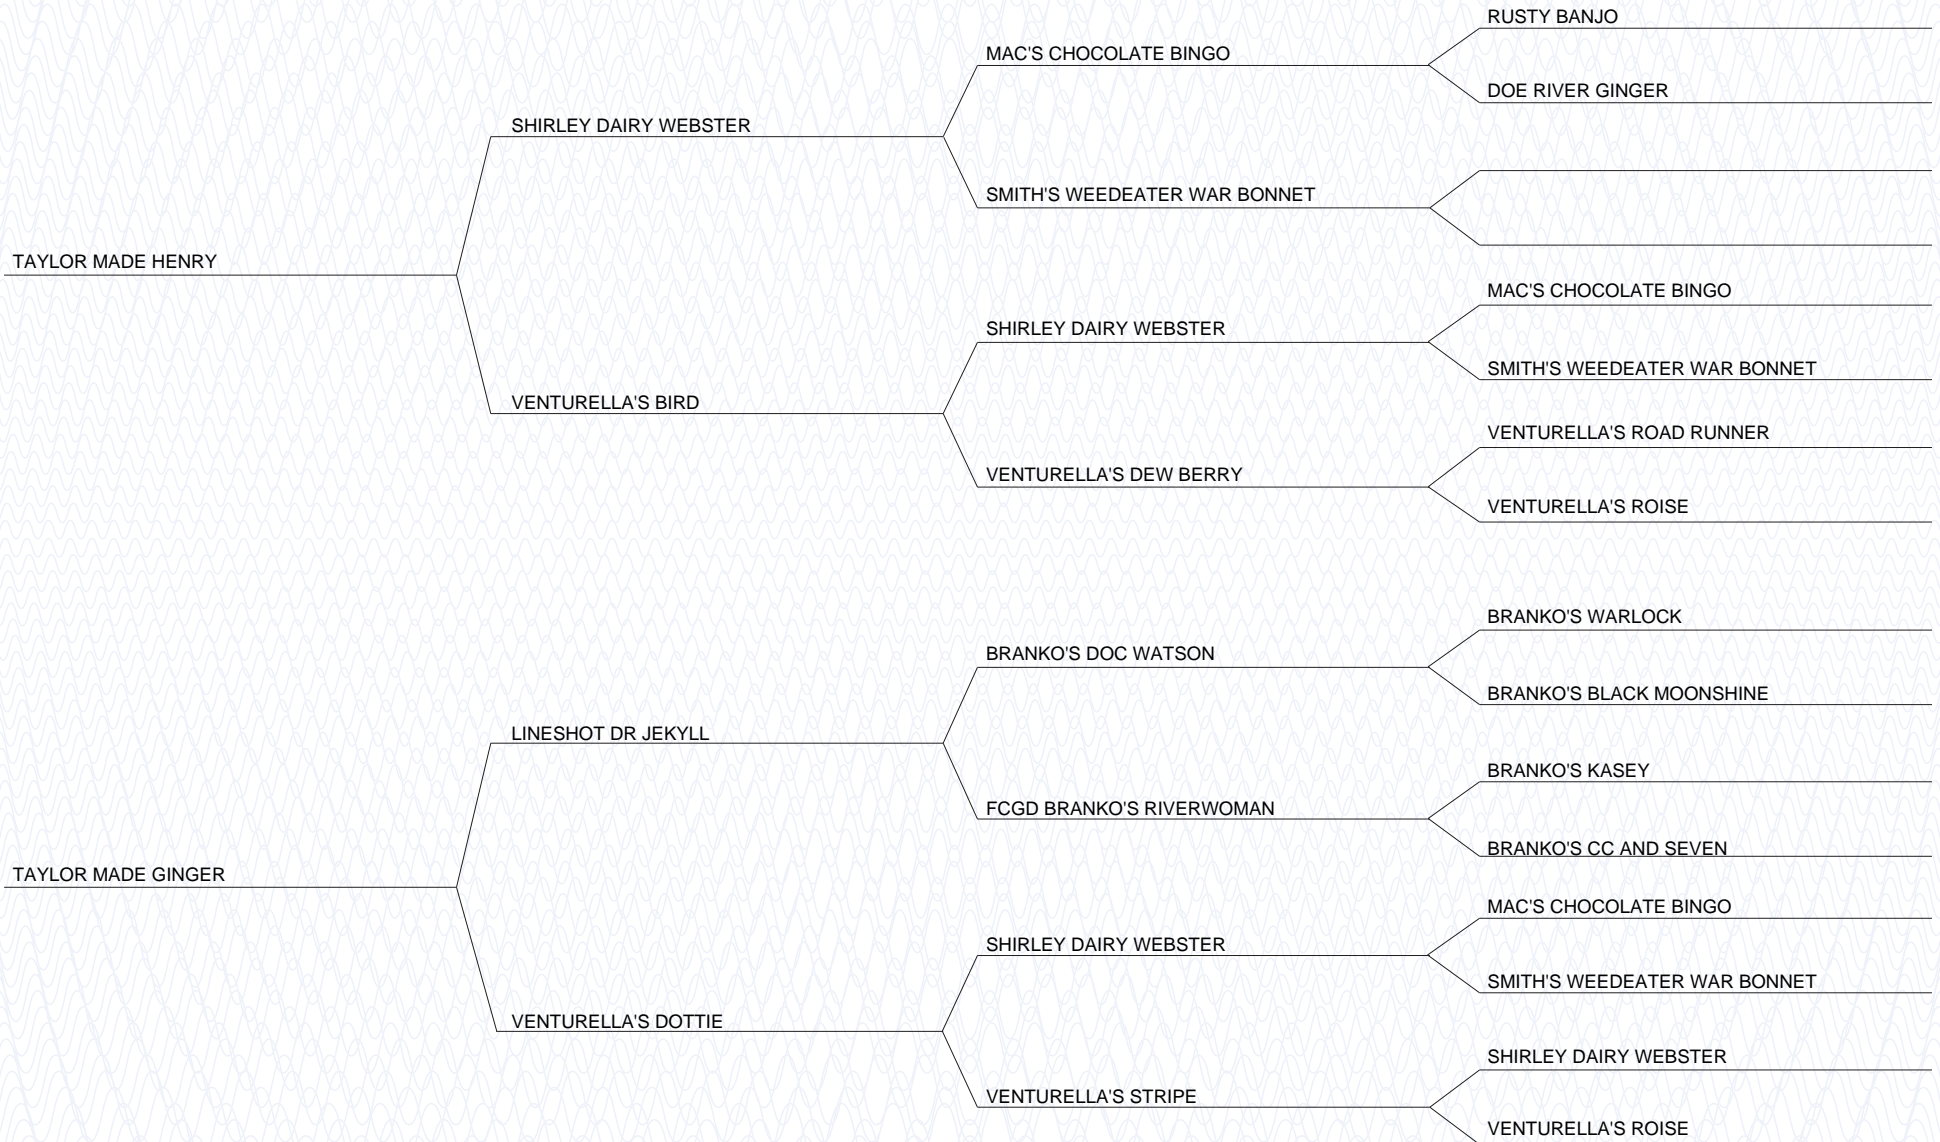 RUSTY BANJO
MAC'S CHOCOLATE BINGO
DOE RIVER GINGER
SHIRLEY DAIRY WEBSTER
SMITH'S WEEDEATER WAR BONNET
TAYLOR MADE HENRY
MAC'S CHOCOLATE BINGO
SHIRLEY DAIRY WEBSTER
SMITH'S WEEDEATER WAR BONNET
VENTURELLA'S BIRD
VENTURELLA'S ROAD RUNNER
VENTURELLA'S DEW BERRY
VENTURELLA'S ROISE
BRANKO'S WARLOCK
BRANKO'S DOC WATSON
BRANKO'S BLACK MOONSHINE
LINESHOT DR JEKYLL
BRANKO'S KASEY
FCGD BRANKO'S RIVERWOMAN
BRANKO'S CC AND SEVEN
TAYLOR MADE GINGER
MAC'S CHOCOLATE BINGO
SHIRLEY DAIRY WEBSTER
SMITH'S WEEDEATER WAR BONNET
VENTURELLA'S DOTTIE
SHIRLEY DAIRY WEBSTER
VENTURELLA'S STRIPE
VENTURELLA'S ROISE